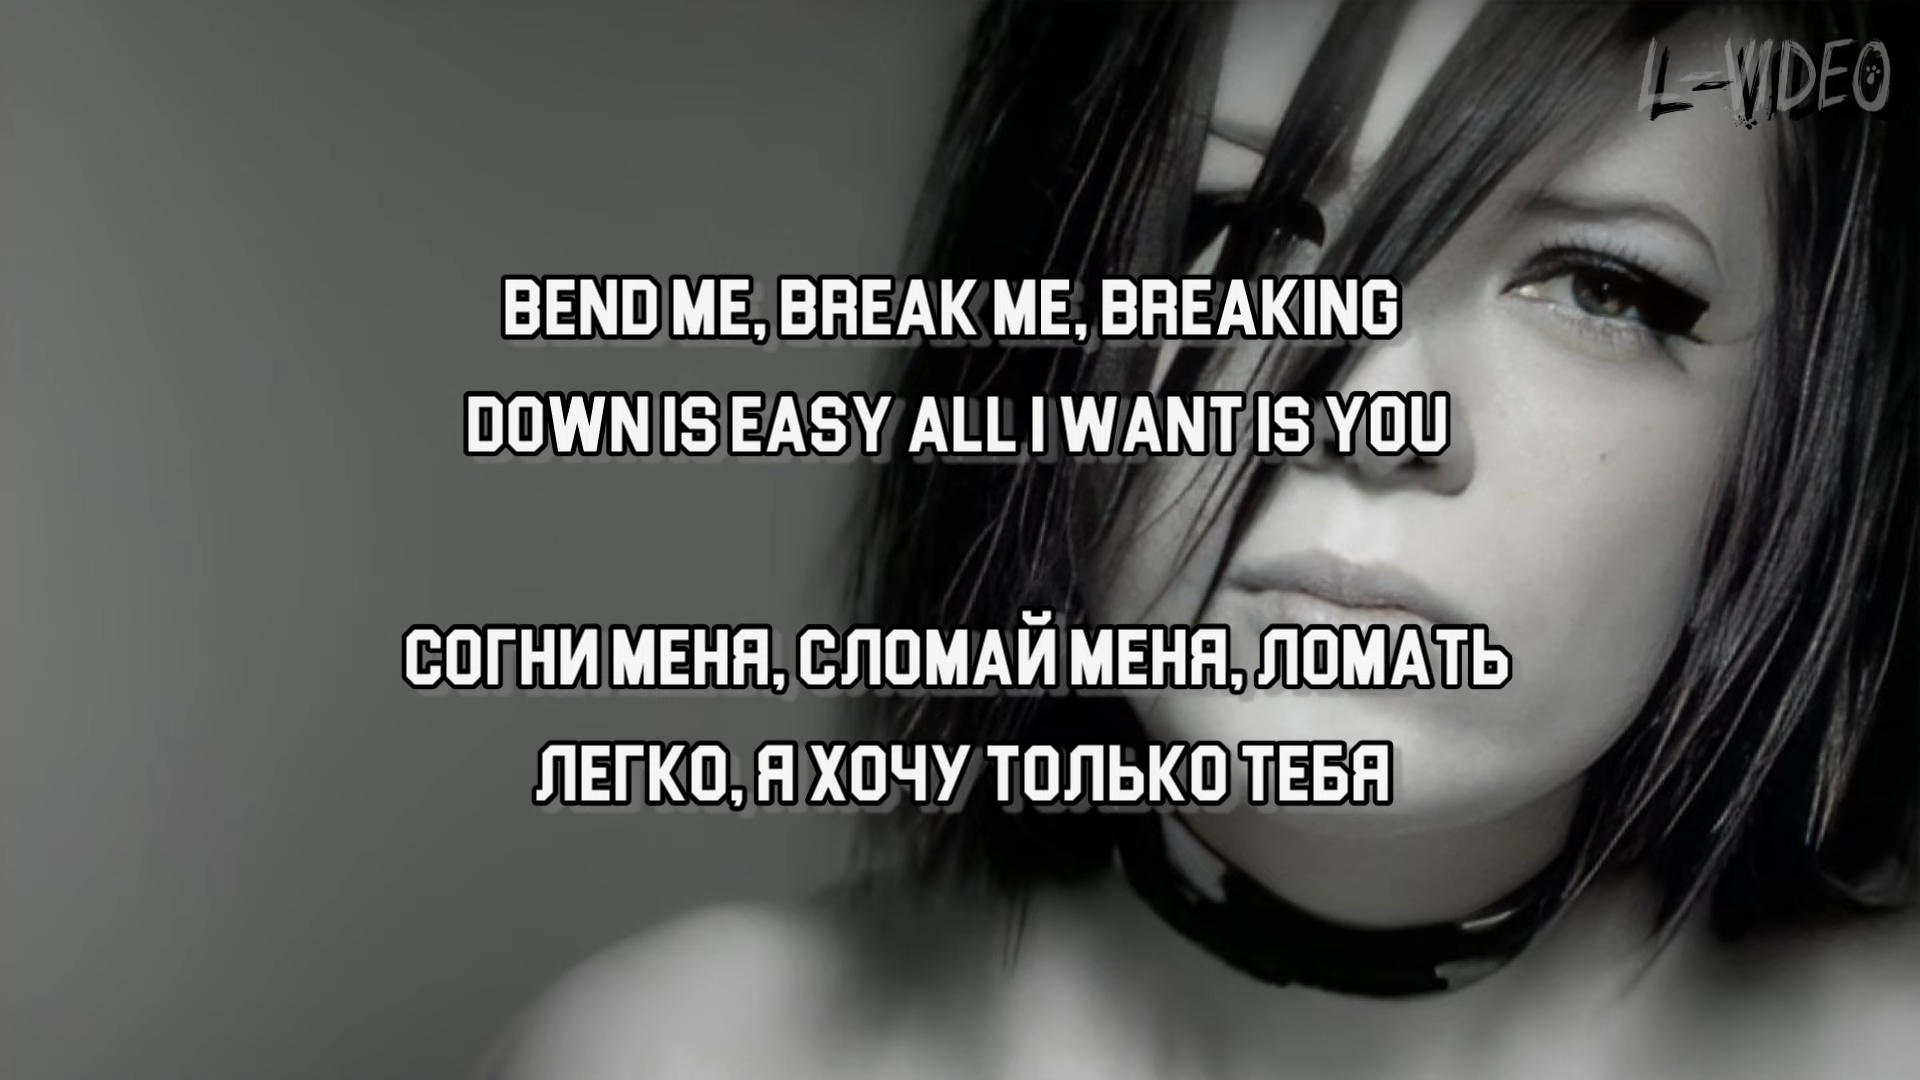 L-VIDEO
BEND ME, BREAK ME, BREAKING
DOWN IS EASY ALL I WANT IS YOU
СОГНИ МЕНЯ, СЛОМАЙ МЕНЯ, ЛОМАТЬ
ЛЕГКО, Я ХОЧУ ТОЛЬКО ТЕБЯ